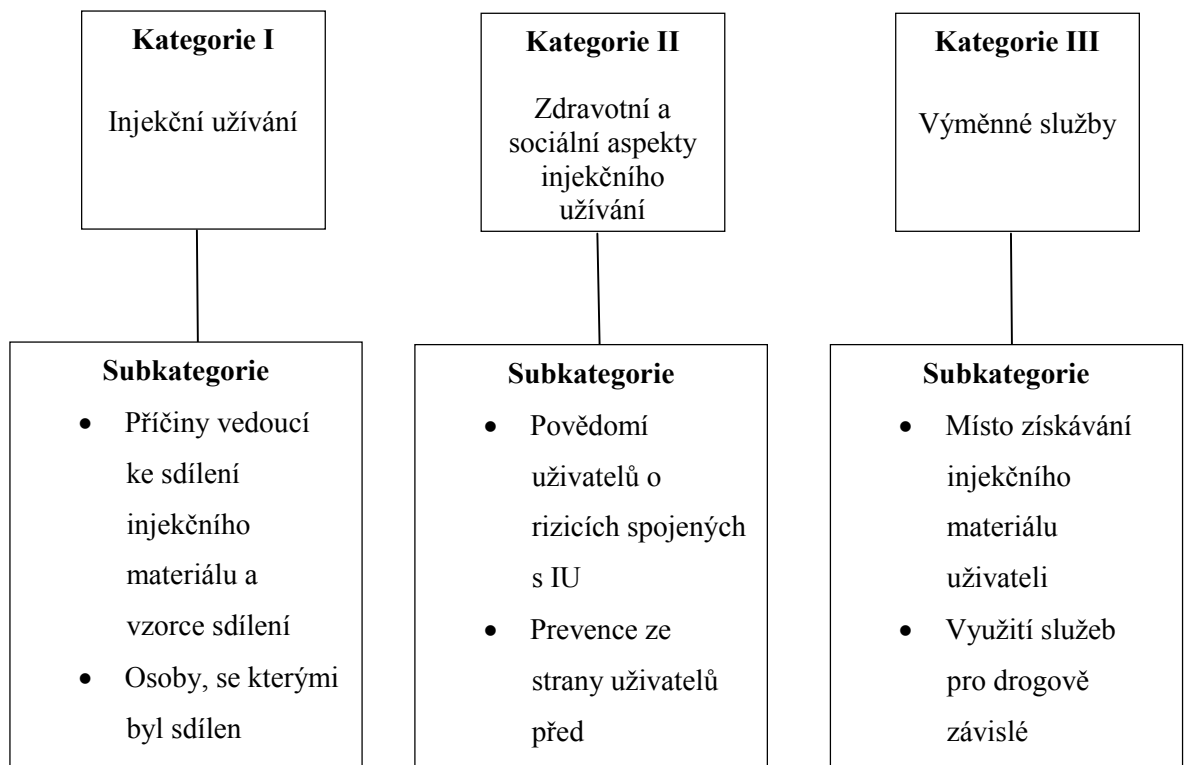 Kategorie I
Injekční užívání
Kategorie II
Zdravotní a
sociální aspekty
injekčního
užívání
Kategorie III
Výměnné služby
Subkategorie
• Příčiny vedoucí
ke sdílení
injekčního
materiálu a
vzorce sdílení
• Osoby, se kterými
byl sdílen
Subkategorie
• Povědomí
uživatelů o
rizicích spojených
s IU
• Prevence ze
strany uživatelů
před
Subkategorie
• Místo získávání
injekčního
materiálu
uživateli
• Využití služeb
pro drogově
závislé